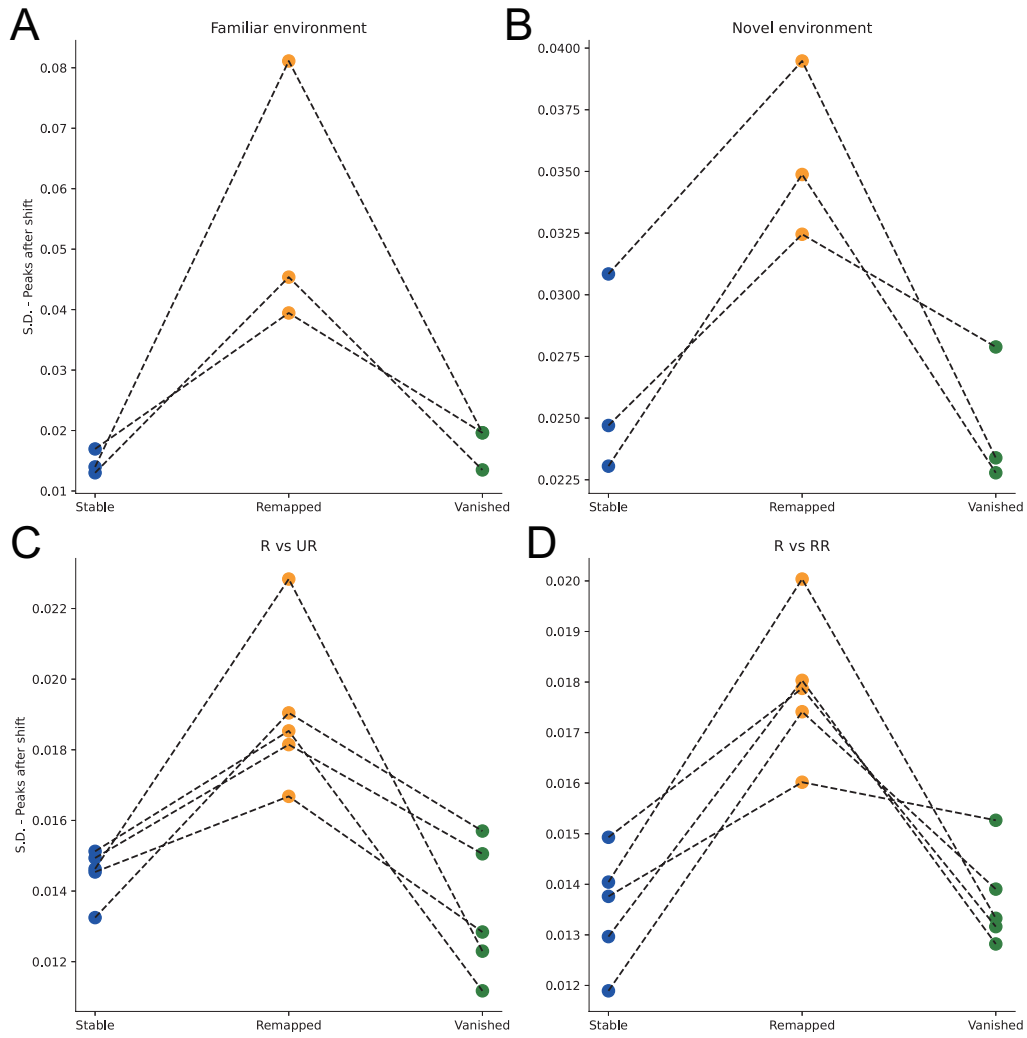 A
Familiar environment
0.08
0.07
0.06
0.05
0.04
0.03
0.02
0.01
S.D. - Peaks after shift
Stable
Remapped
Vanished
B
Novel environment
0.0400
0.0375
0.0350
0.0325
0.0300
0.0275
0.0250
0.0225
Stable
Remapped
Vanished
C
R vs UR
0.022
0.020
0.018
0.016
0.014
0.012
S.D. - Peaks after shift
Stable
Remapped
Vanished
D
R vs RR
0.020
0.019
0.018
0.017
0.016
0.015
0.014
0.013
0.012
Stable
Remapped
Vanished